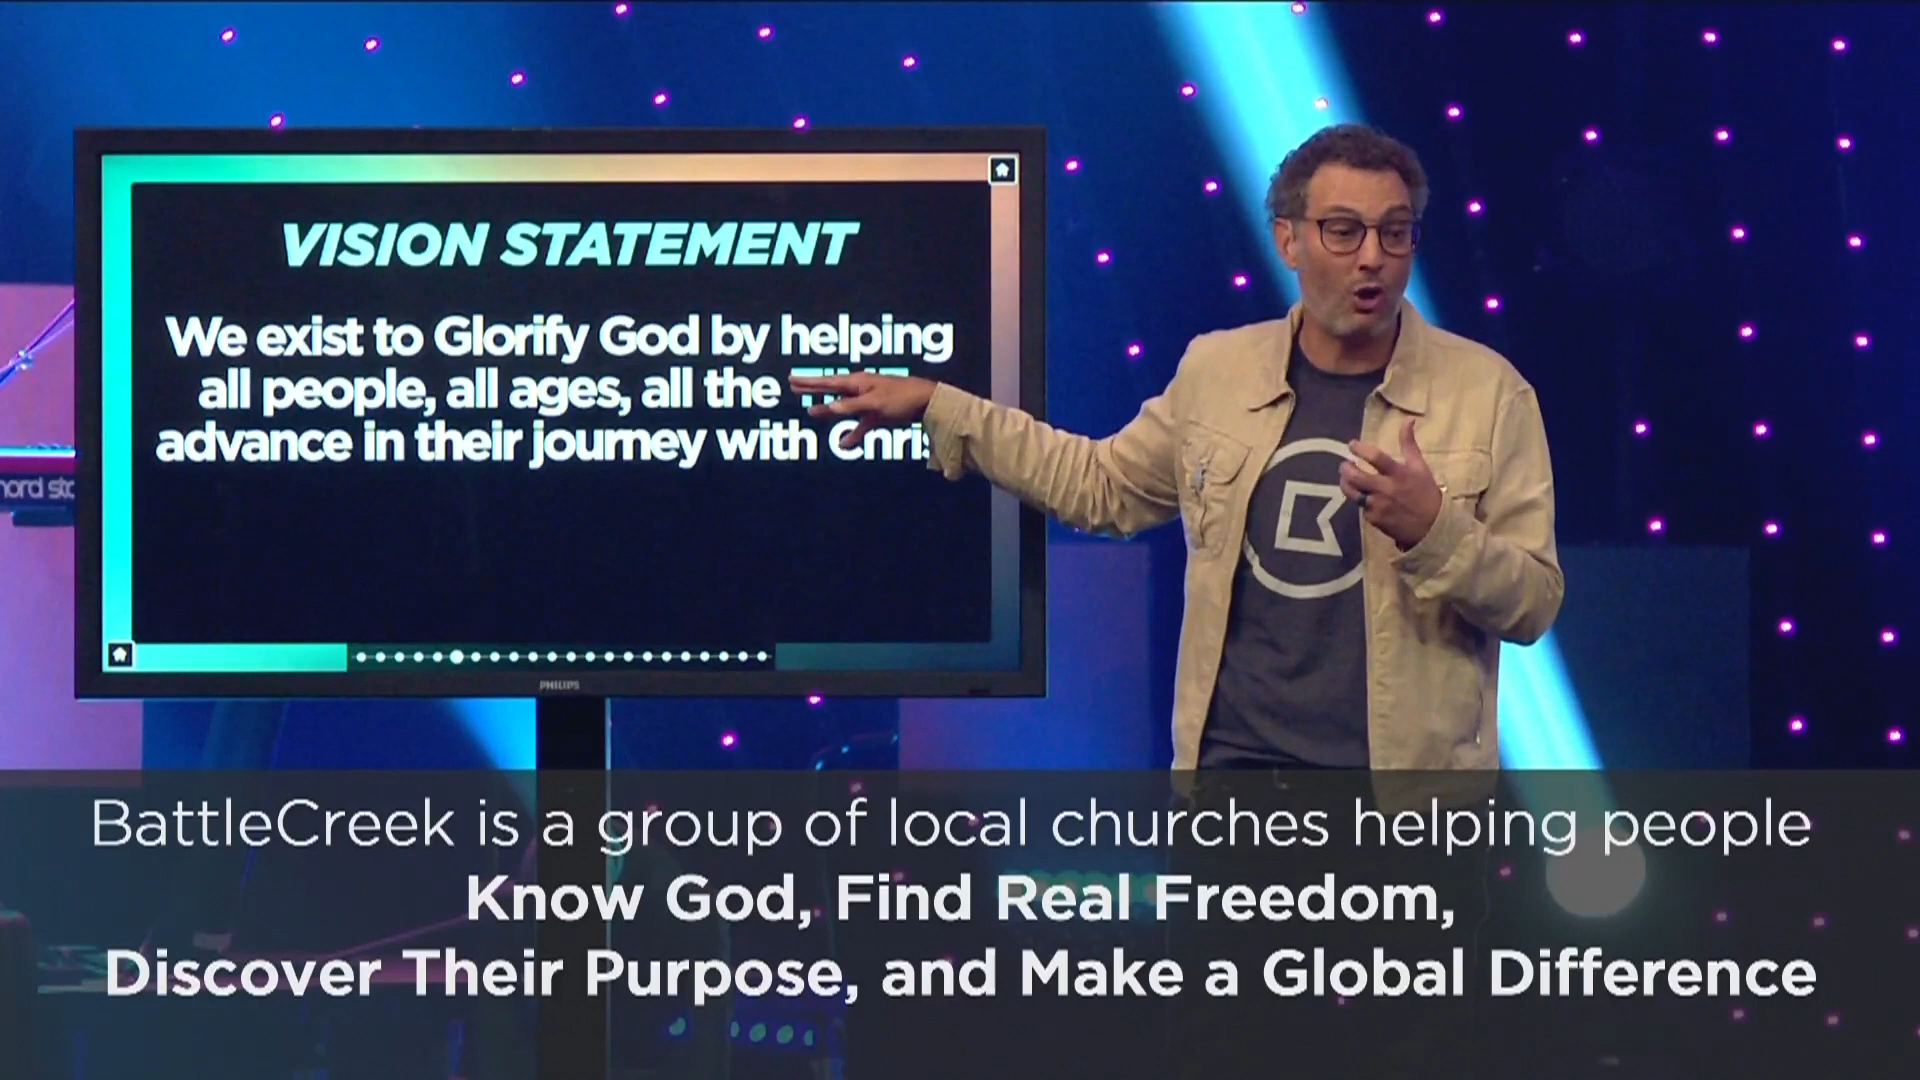 VISION STATEMENT
We exist to Glorify God by helping
all people, all ages, all the
advance in their journey with
PHILIPS
BattleCreek is a group of local churches helping people
Know God, Find Real Freedom,
Discover Their Purpose, and Make a Global Difference